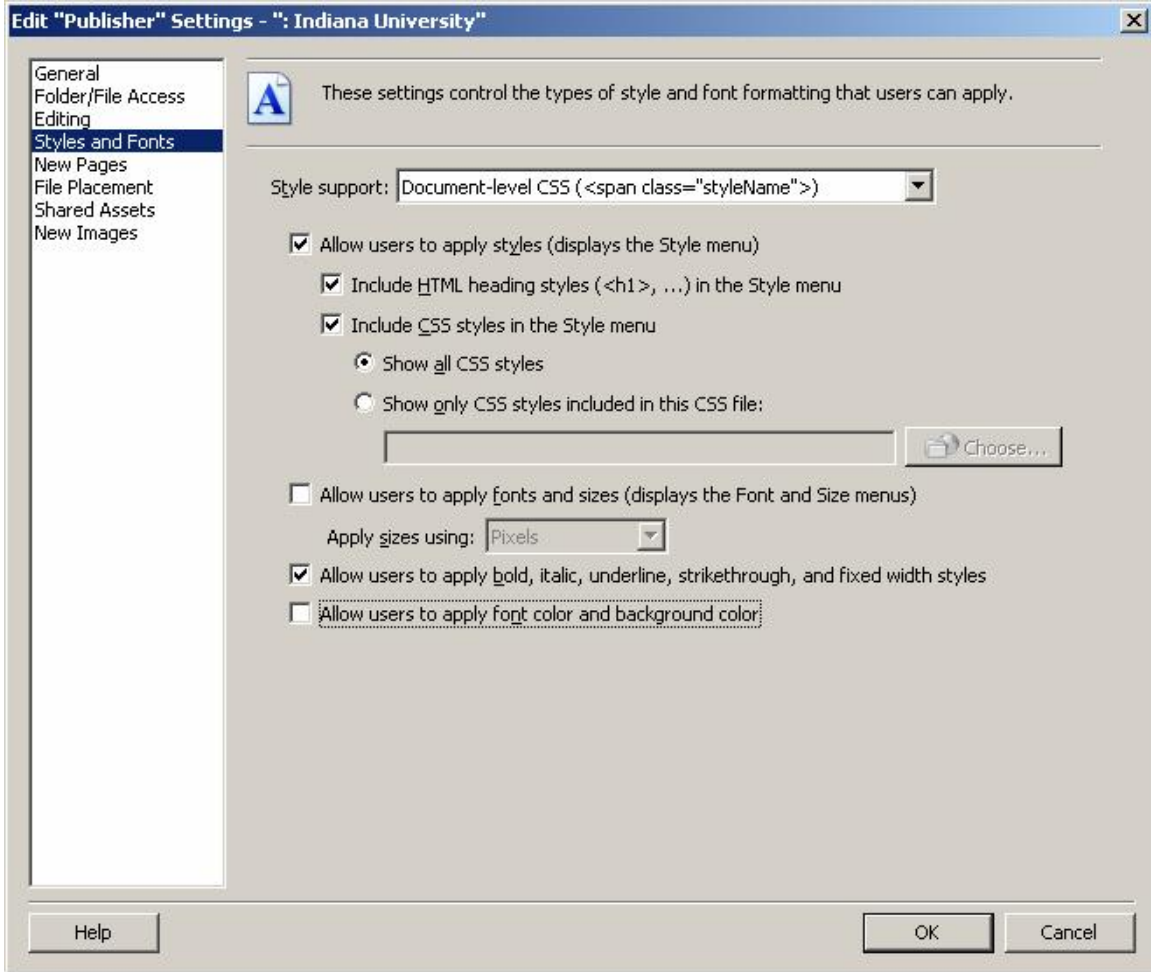 Edit "Publisher" Settings - ": Indiana University"
General
Folder/File Access
Editing
Styles and Fonts
New Pages
File Placement
Shared Assets
New Images
A
These settings control the types of style and font formatting that users can apply.
Style support: Document-level CSS (<span class="styleName">)
Allow users to apply styles (displays the Style menu)
Include HTML heading styles (<h1>, ...) in the Style menu
Include CSS styles in the Style menu
Show all CSS styles
Show only CSS styles included in this CSS file:
Choose...
Allow users to apply fonts and sizes (displays the Font and Size menus)
Apply sizes using: Pixels
Allow users to apply bold, italic, underline, strikethrough, and fixed width styles
Allow users to apply font color and background color
Help
OK
Cancel